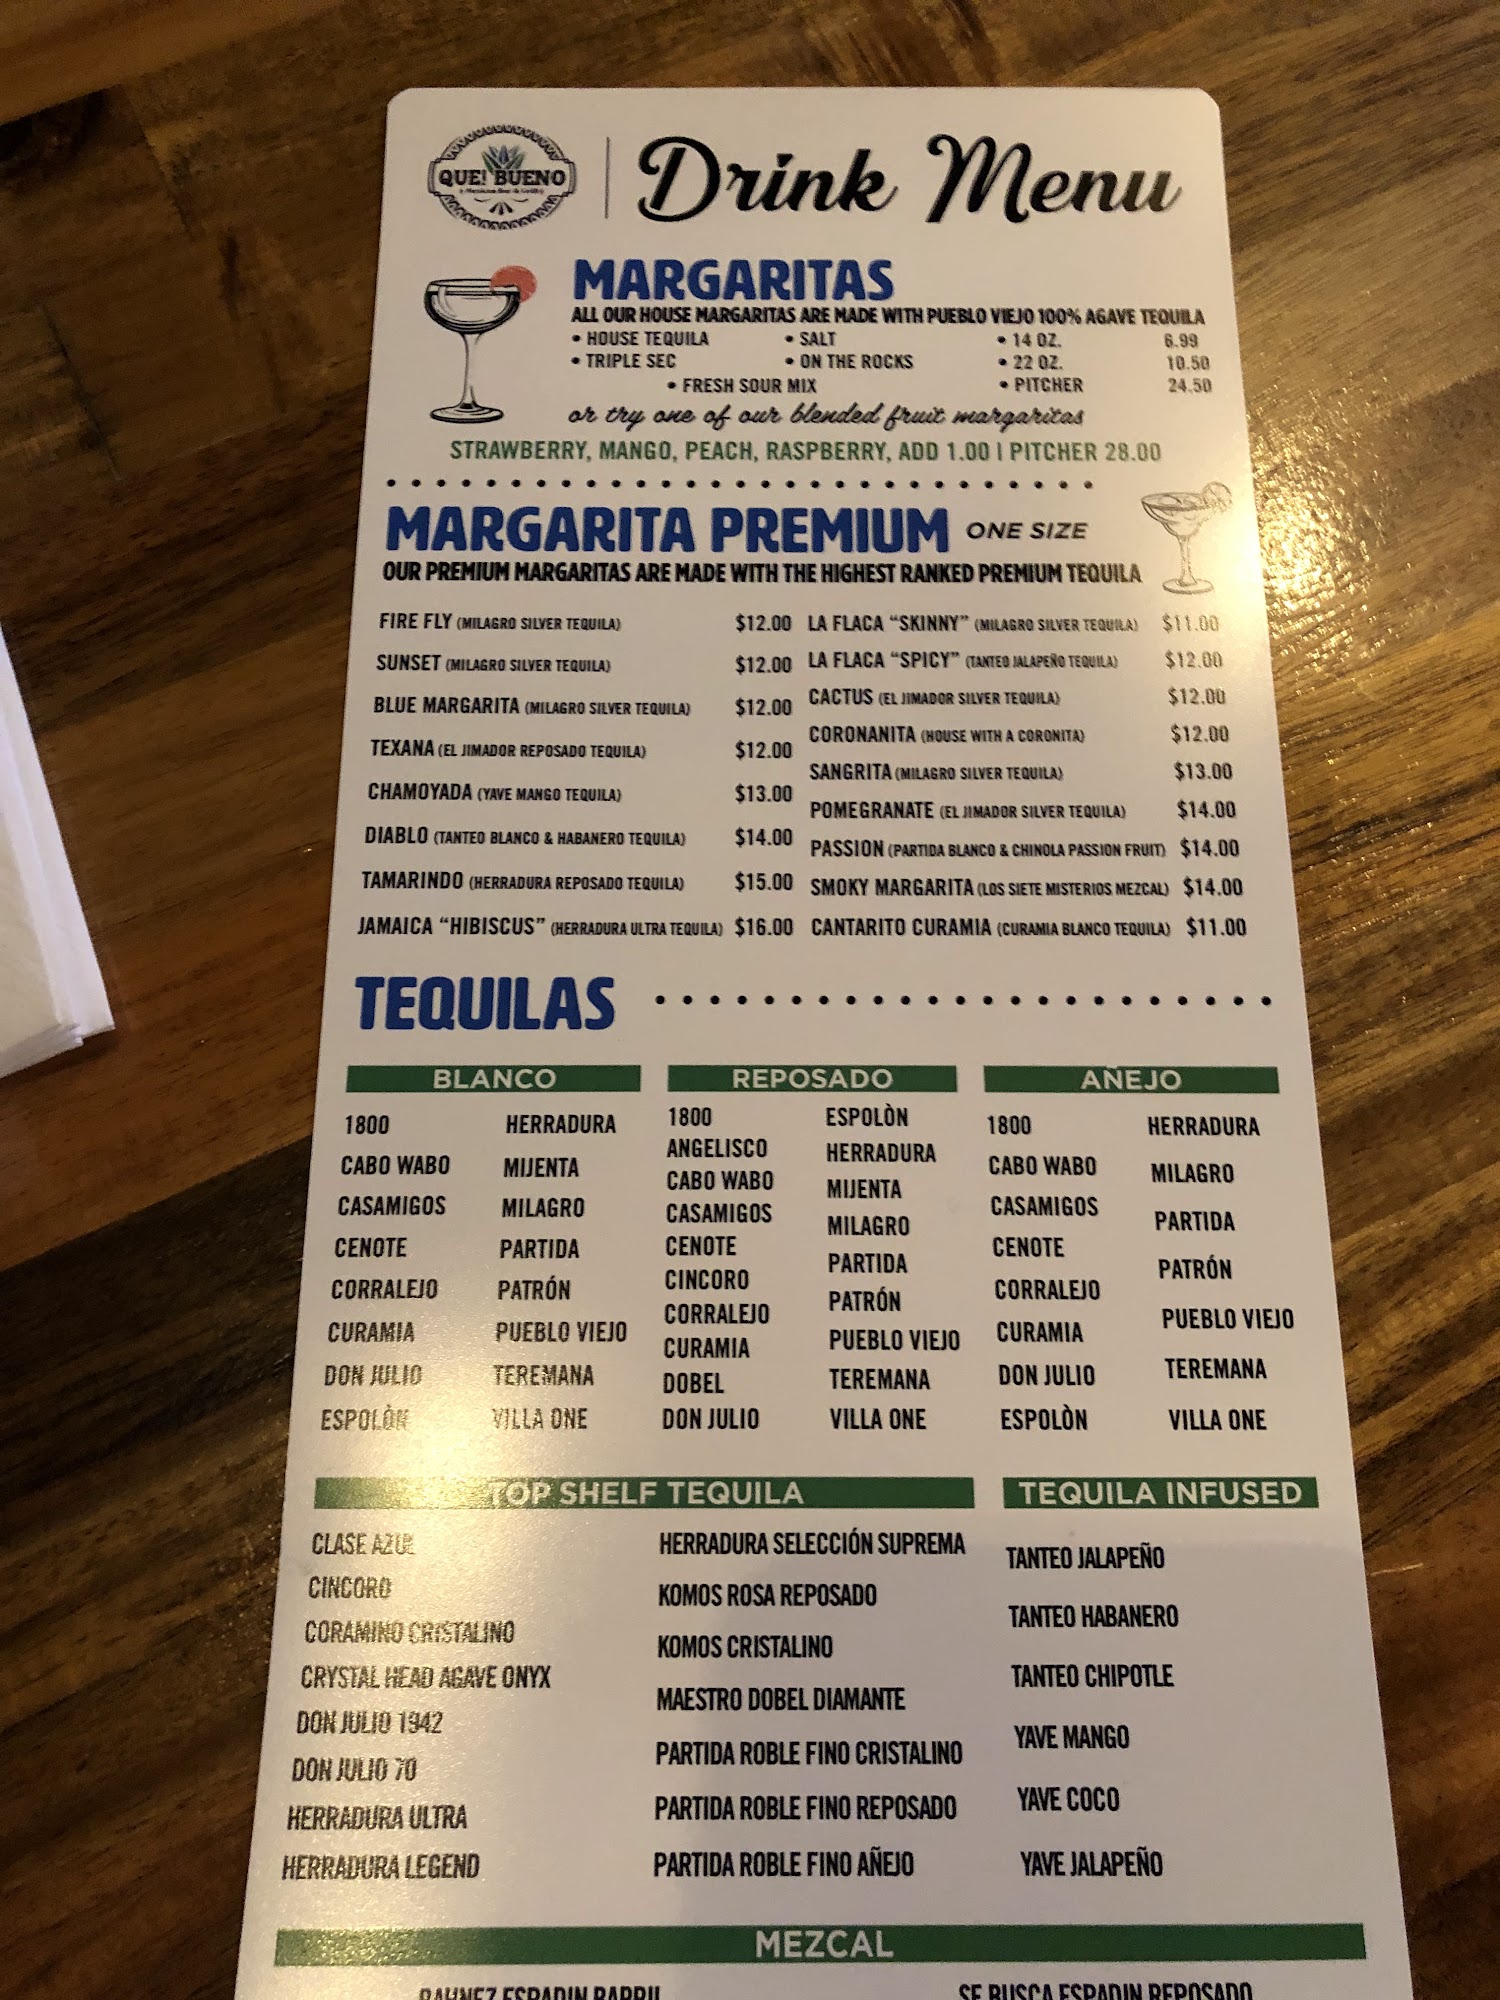 QUE! BUENO
Mexican Bar & Grill
Drink Menu
MARGARITAS
ALL OUR HOUSE MARGARITAS ARE MADE WITH PUEBLO VIEJO 100% AGAVE TEQUILA
• HOUSE TEQUILA • SALT • 14 OZ. 6.99
• TRIPLE SEC • ON THE ROCKS • 22 OZ. 10.50
• FRESH SOUR MIX • PITCHER 24.50
or try one of our blended fruit margaritas
STRAWBERRY, MANGO, PEACH, RASPBERRY, ADD 1.00 | PITCHER 28.00
MARGARITA PREMIUM ONE SIZE
OUR PREMIUM MARGARITAS ARE MADE WITH THE HIGHEST RANKED PREMIUM TEQUILA
FIRE FLY (MILAGRO SILVER TEQUILA) $12.00
SUNSET (MILAGRO SILVER TEQUILA) $12.00
BLUE MARGARITA (MILAGRO SILVER TEQUILA) $12.00
TEXANA (EL JIMADOR REPOSADO TEQUILA) $12.00
CHAMOYADA (YAVE MANGO TEQUILA) $13.00
DIABLO (TANTEO BLANCO & HABANERO TEQUILA) $14.00
TAMARINDO (HERRADURA REPOSADO TEQUILA) $15.00
JAMAICA "HIBISCUS" (HERRADURA ULTRA TEQUILA) $16.00
LA FLACA "SKINNY" (MILAGRO SILVER TEQUILA) $11.00
LA FLACA "SPICY" (TANTEO JALAPEÑO TEQUILA) $12.00
CACTUS (EL JIMADOR SILVER TEQUILA) $12.00
CORONANITA (HOUSE WITH A CORONITA) $12.00
SANGRITA (MILAGRO SILVER TEQUILA) $13.00
POMEGRANATE (EL JIMADOR SILVER TEQUILA) $14.00
PASSION (PARTIDA BLANCO & CHINOLA PASSION FRUIT) $14.00
SMOKY MARGARITA (LOS SIETE MISTERIOS MEZCAL) $14.00
CANTARITO CURAMIA (CURAMIA BLANCO TEQUILA) $11.00
TEQUILAS
BLANCO
1800
CABO WABO
CASAMIGOS
CENOTE
CORRALEJO
CURAMIA
DON JULIO
ESPOLÒN
HERRADURA
MIJENTA
MILAGRO
PARTIDA
PATRÓN
PUEBLO VIEJO
TEREMANA
VILLA ONE
REPOSADO
1800
ANGELISCO
CABO WABO
CASAMIGOS
CENOTE
CINCORO
CORRALEJO
CURAMIA
DOBEL
DON JULIO
ESPOLÒN
HERRADURA
MIJENTA
MILAGRO
PARTIDA
PATRÓN
PUEBLO VIEJO
TEREMANA
VILLA ONE
AÑEJO
1800
CABO WABO
CASAMIGOS
CENOTE
CORRALEJO
CURAMIA
DON JULIO
ESPOLÒN
HERRADURA
MILAGRO
PARTIDA
PATRÓN
PUEBLO VIEJO
TEREMANA
VILLA ONE
TOP SHELF TEQUILA
CLASE AZUL
CINCORO
CORAMINO CRISTALINO
CRYSTAL HEAD AGAVE ONYX
DON JULIO 1942
DON JULIO 70
HERRADURA ULTRA
HERRADURA LEGEND
HERRADURA SELECCIÓN SUPREMA
KOMOS ROSA REPOSADO
KOMOS CRISTALINO
MAESTRO DOBEL DIAMANTE
PARTIDA ROBLE FINO CRISTALINO
PARTIDA ROBLE FINO REPOSADO
PARTIDA ROBLE FINO AÑEJO
TEQUILA INFUSED
TANTEO JALAPEÑO
TANTEO HABANERO
TANTEO CHIPOTLE
YAVE MANGO
YAVE COCO
YAVE JALAPEÑO
MEZCAL
BAHNEZ ESPADIN BARRIL
SE BUSCA ESPADIN REPOSADO